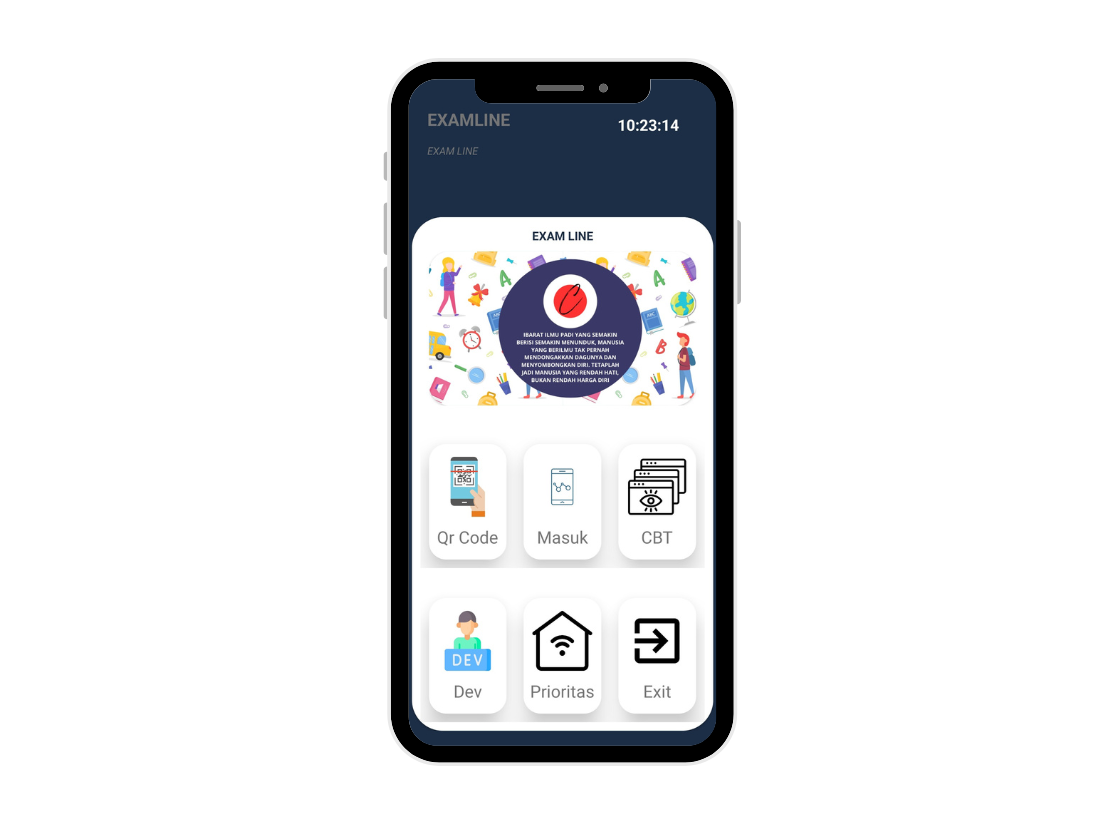 EXAMLINE
10:23:14
EXAM LINE
EXAM LINE
A
ABC
ABC
B
C
IBARAT ILMU PADI YANG SEMAKIN
BERISI SEMAKIN MENUNDUK, MANUSIA
YANG BERILMU TAK PERNAH
MENDONGAKKAN DAGUNYA DAN
MENYOMBONGKAN DIRI. TETAPLAH
JADI MANUSIA YANG RENDAH HATI,
BUKAN RENDAH HARGA DIRI
Qr Code
Masuk
CBT
DEV
Dev
Prioritas
Exit